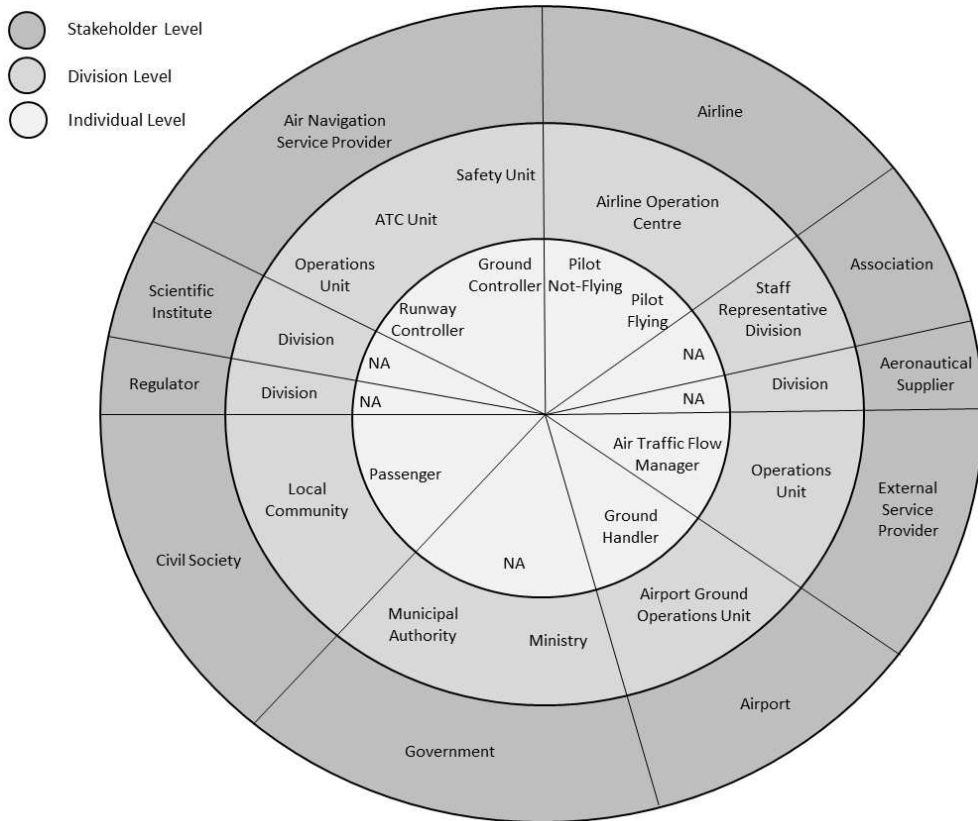 Stakeholder Level
Division Level
Individual Level
Air Navigation
Service Provider
Airline
Safety Unit
ATC Unit
Operations
Unit
Airline Operation
Centre
Association
Scientific
Institute
Ground
Controller
Pilot
Not-Flying
Runway
Controller
Pilot
Flying
Staff
Representative
Division
Division
NA
NA
Regulator
Division
NA
NA
Division
Aeronautical
Supplier
Air Traffic Flow
Manager
Operations
Unit
External
Service
Provider
Passenger
Local
Community
Ground
Handler
Civil Society
NA
Airport Ground
Operations Unit
Municipal
Authority
Ministry
Airport
Government